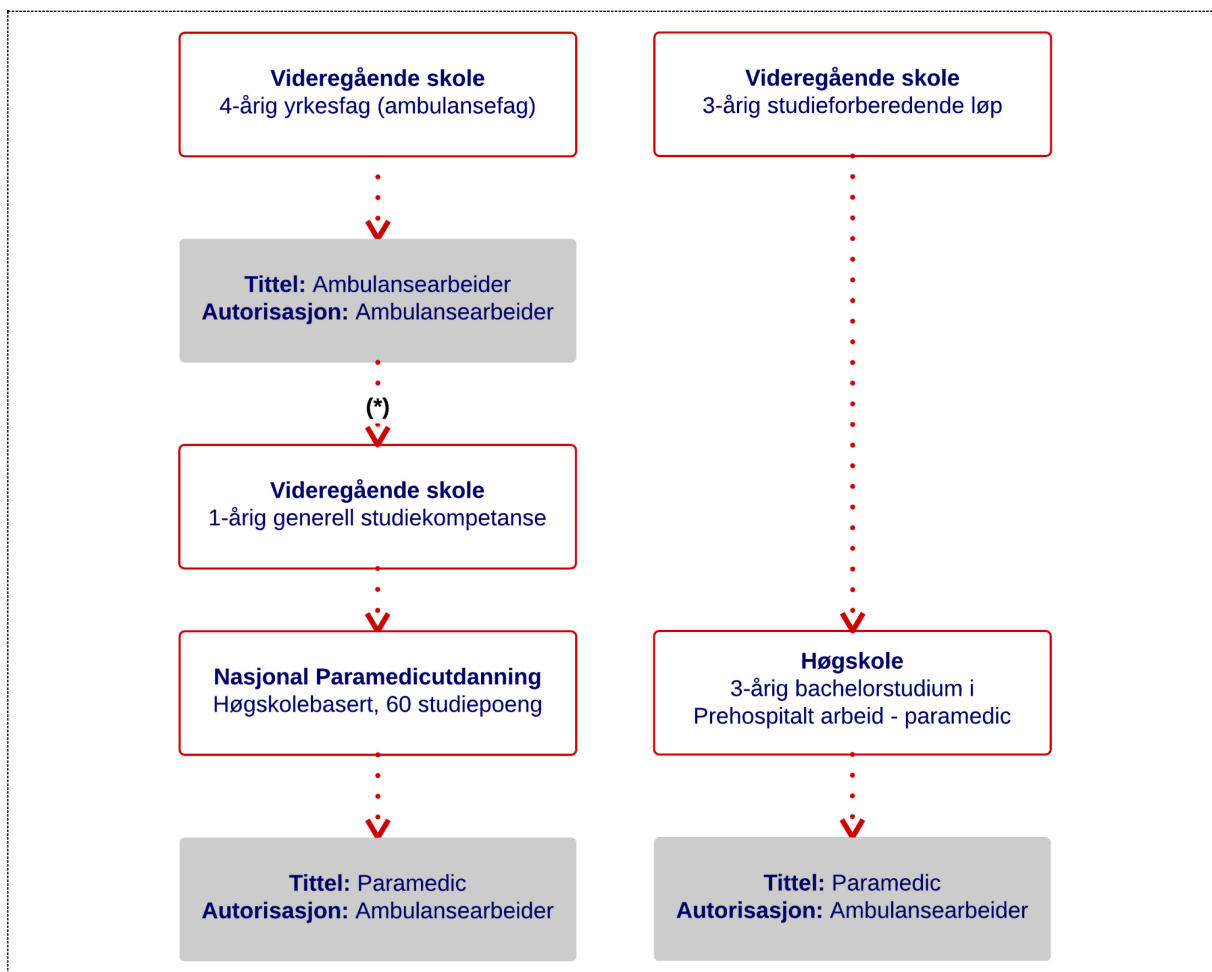 Videregående skole
4-årig yrkesfag (ambulansefag)
Tittel: Ambulansearbeider
Autorisasjon: Ambulansearbeider
(*)
Videregående skole
1-årig generell studiekompetanse
Nasjonal Paramedicutdanning
Høgskolebasert, 60 studiepoeng
Tittel: Paramedic
Autorisasjon: Ambulansearbeider
Videregående skole
3-årig studieforberedende løp
Høgskole
3-årig bachelorstudium i
Prehospitalt arbeid - paramedic
Tittel: Paramedic
Autorisasjon: Ambulansearbeider